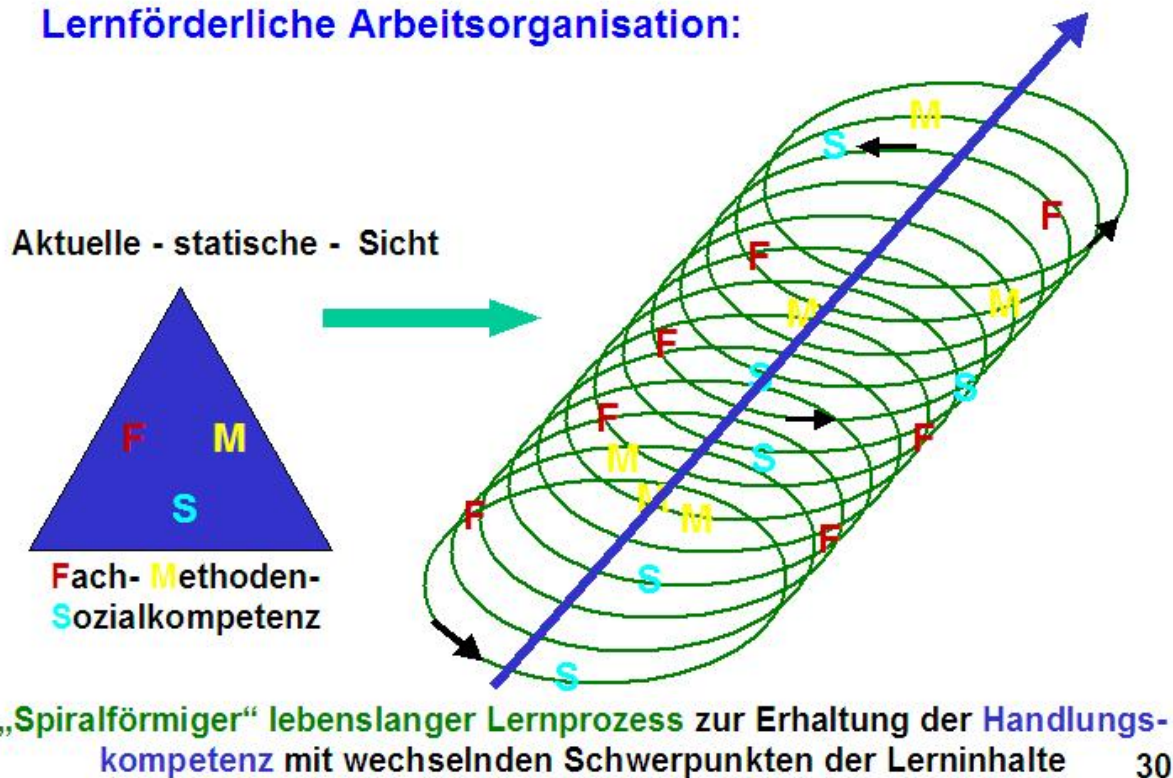 Lernförderliche Arbeitsorganisation:
M
S
F
Aktuelle - statische - Sicht
F
M
M
F
S
S
F
F M
F
S
M
S
M
M
F
F
S
Fach- Methoden-
Sozialkompetenz
S
„Spiralförmiger“ lebenslanger Lernprozess zur Erhaltung der Handlungs-
kompetenz mit wechselnden Schwerpunkten der Lerninhalte 30